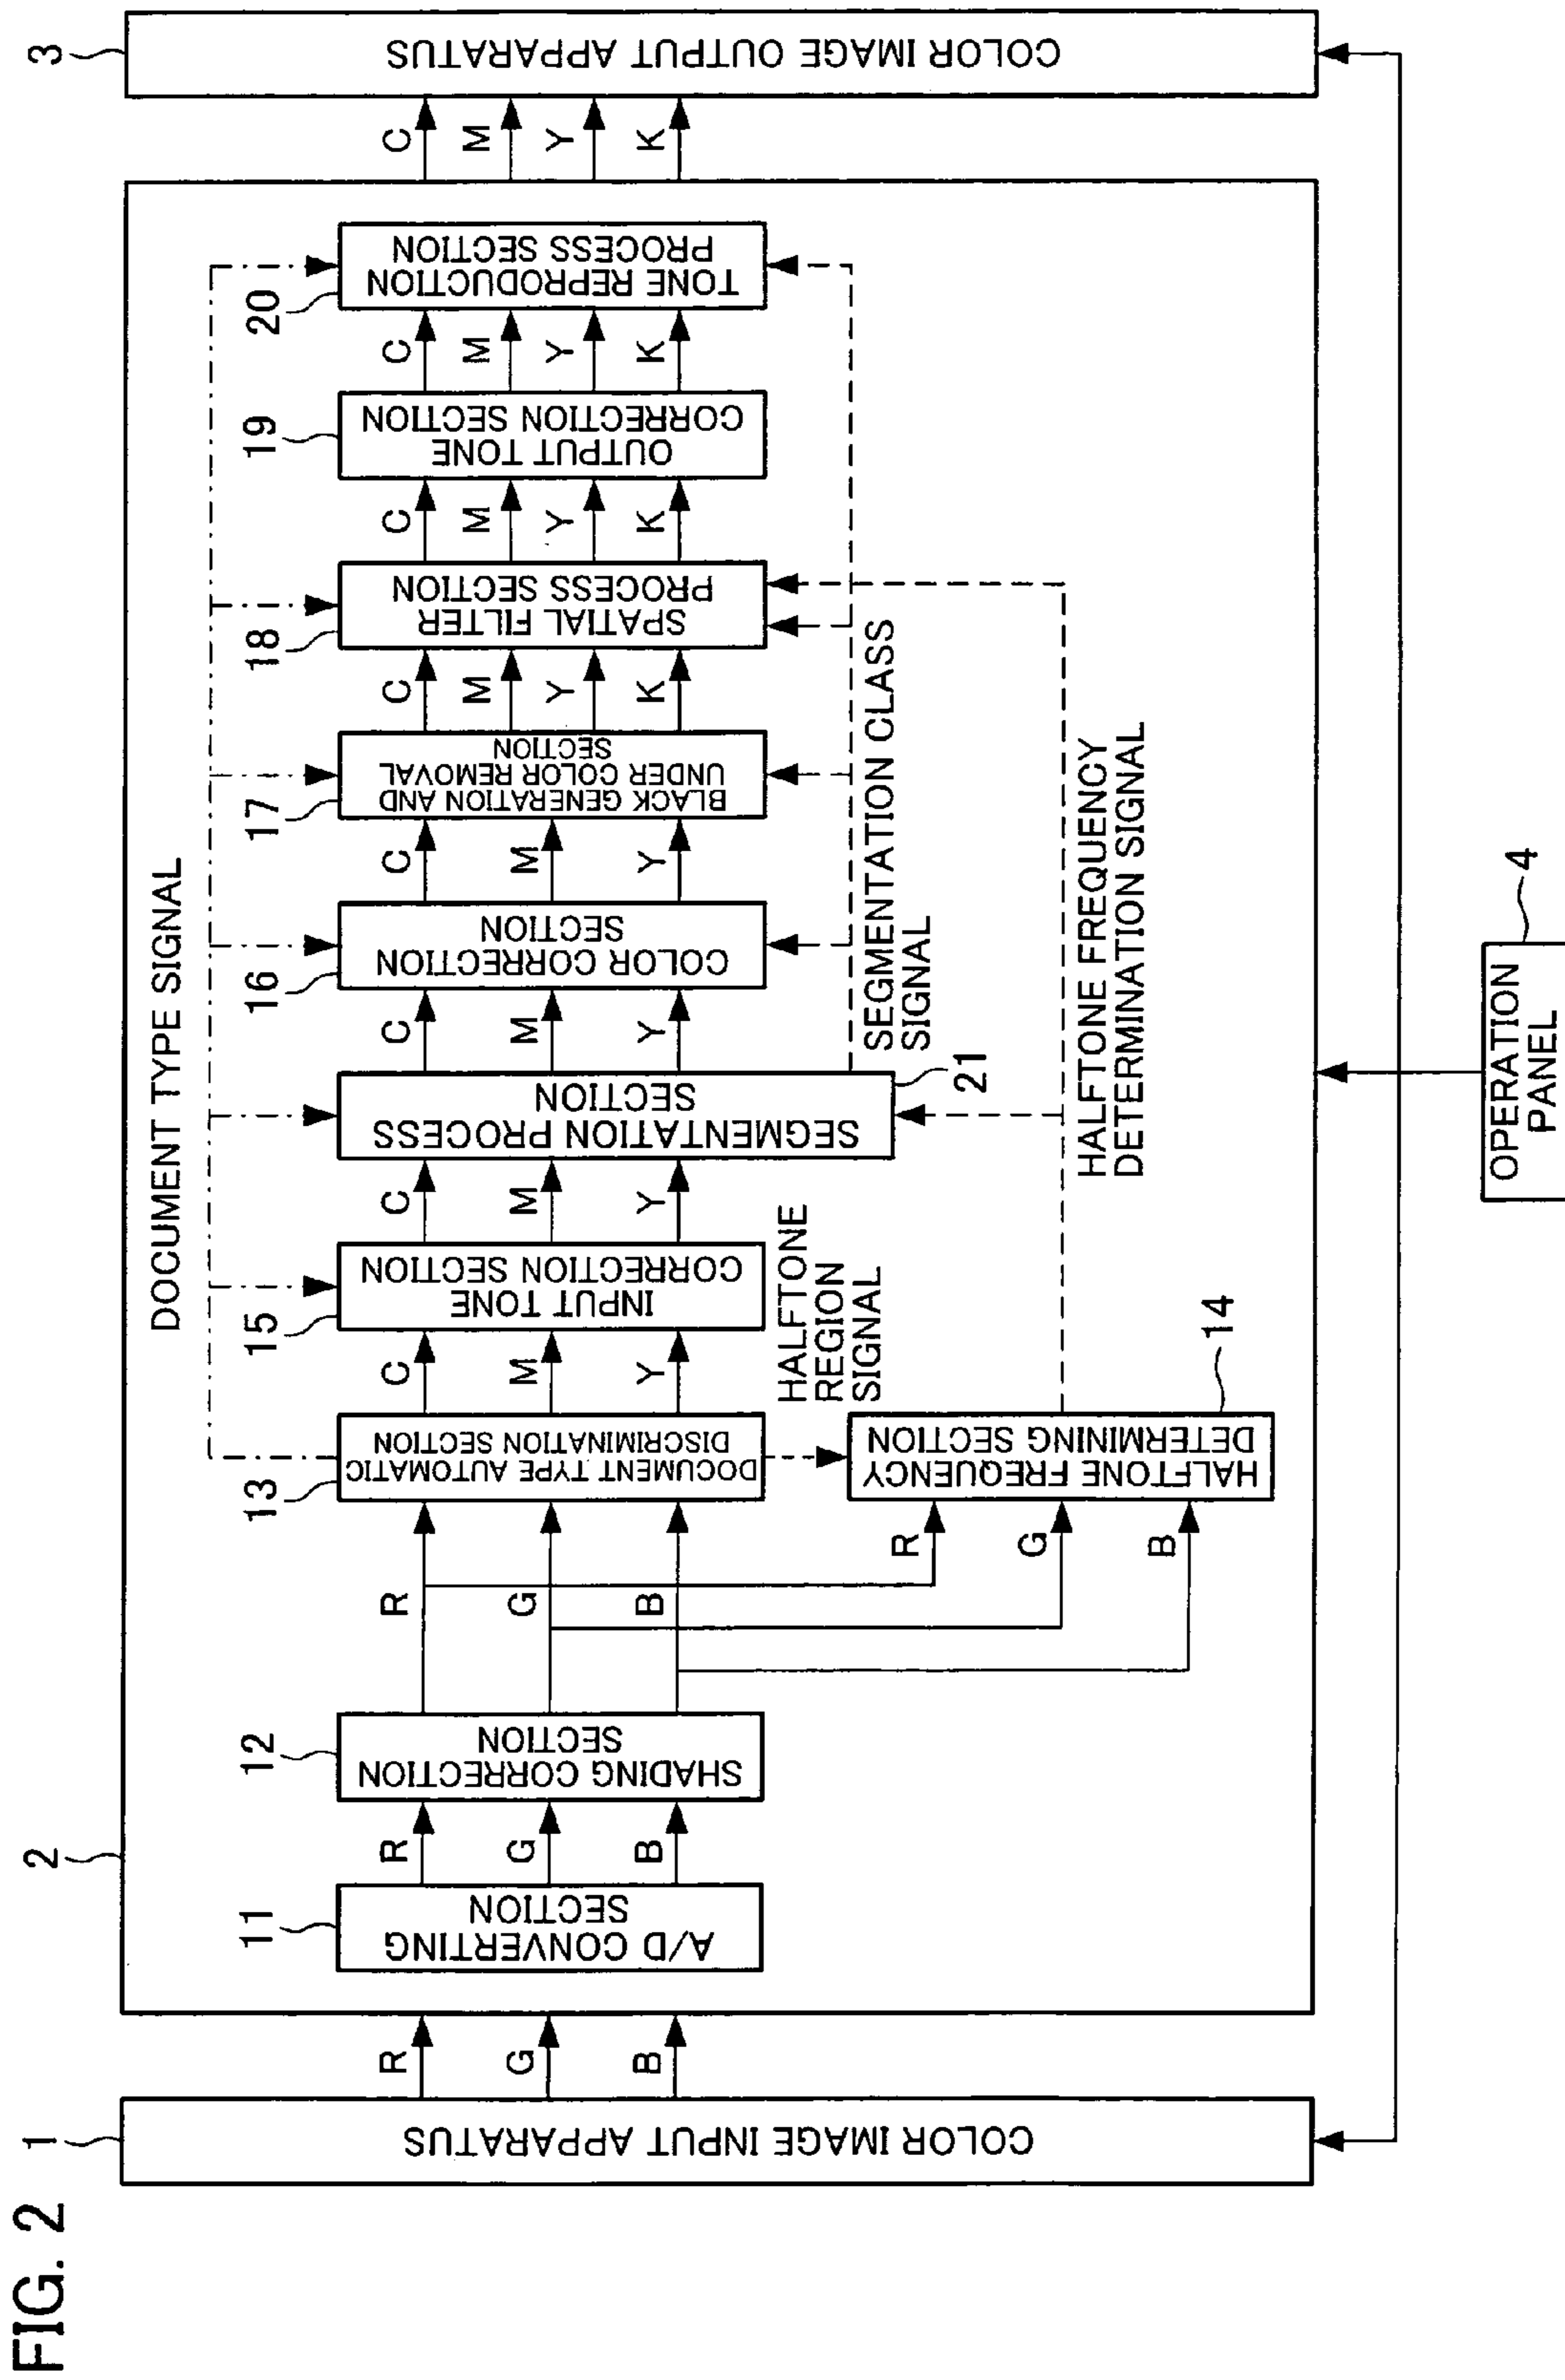 FIG. 2
1
COLOR IMAGE INPUT APPARATUS
R
G
B
2
11
A/D CONVERTING
SECTION
R
G
B
12
SHADING CORRECTION
SECTION
R
G
B
R
G
B
13
DOCUMENT TYPE AUTOMATIC
DISCRIMINATION SECTION
HALFTONE
REGION
SIGNAL
14
HALFTONE FREQUENCY
DETERMINING SECTION
C
M
Y
15
INPUT TONE
CORRECTION SECTION
C
M
Y
DOCUMENT TYPE SIGNAL
SEGMENTATION PROCESS
SECTION
21
HALFTONE FREQUENCY
DETERMINATION SIGNAL
SEGMENTATION CLASS
SIGNAL
C
M
Y
16
COLOR CORRECTION
SECTION
C
M
Y
17
BLACK GENERATION AND
UNDER COLOR REMOVAL
SECTION
C
M
Y
K
18
SPATIAL FILTER
PROCESS SECTION
C
M
Y
K
19
OUTPUT TONE
CORRECTION SECTION
C
M
Y
K
20
TONE REPRODUCTION
PROCESS SECTION
C
M
Y
K
3
COLOR IMAGE OUTPUT APPARATUS
4
OPERATION
PANEL